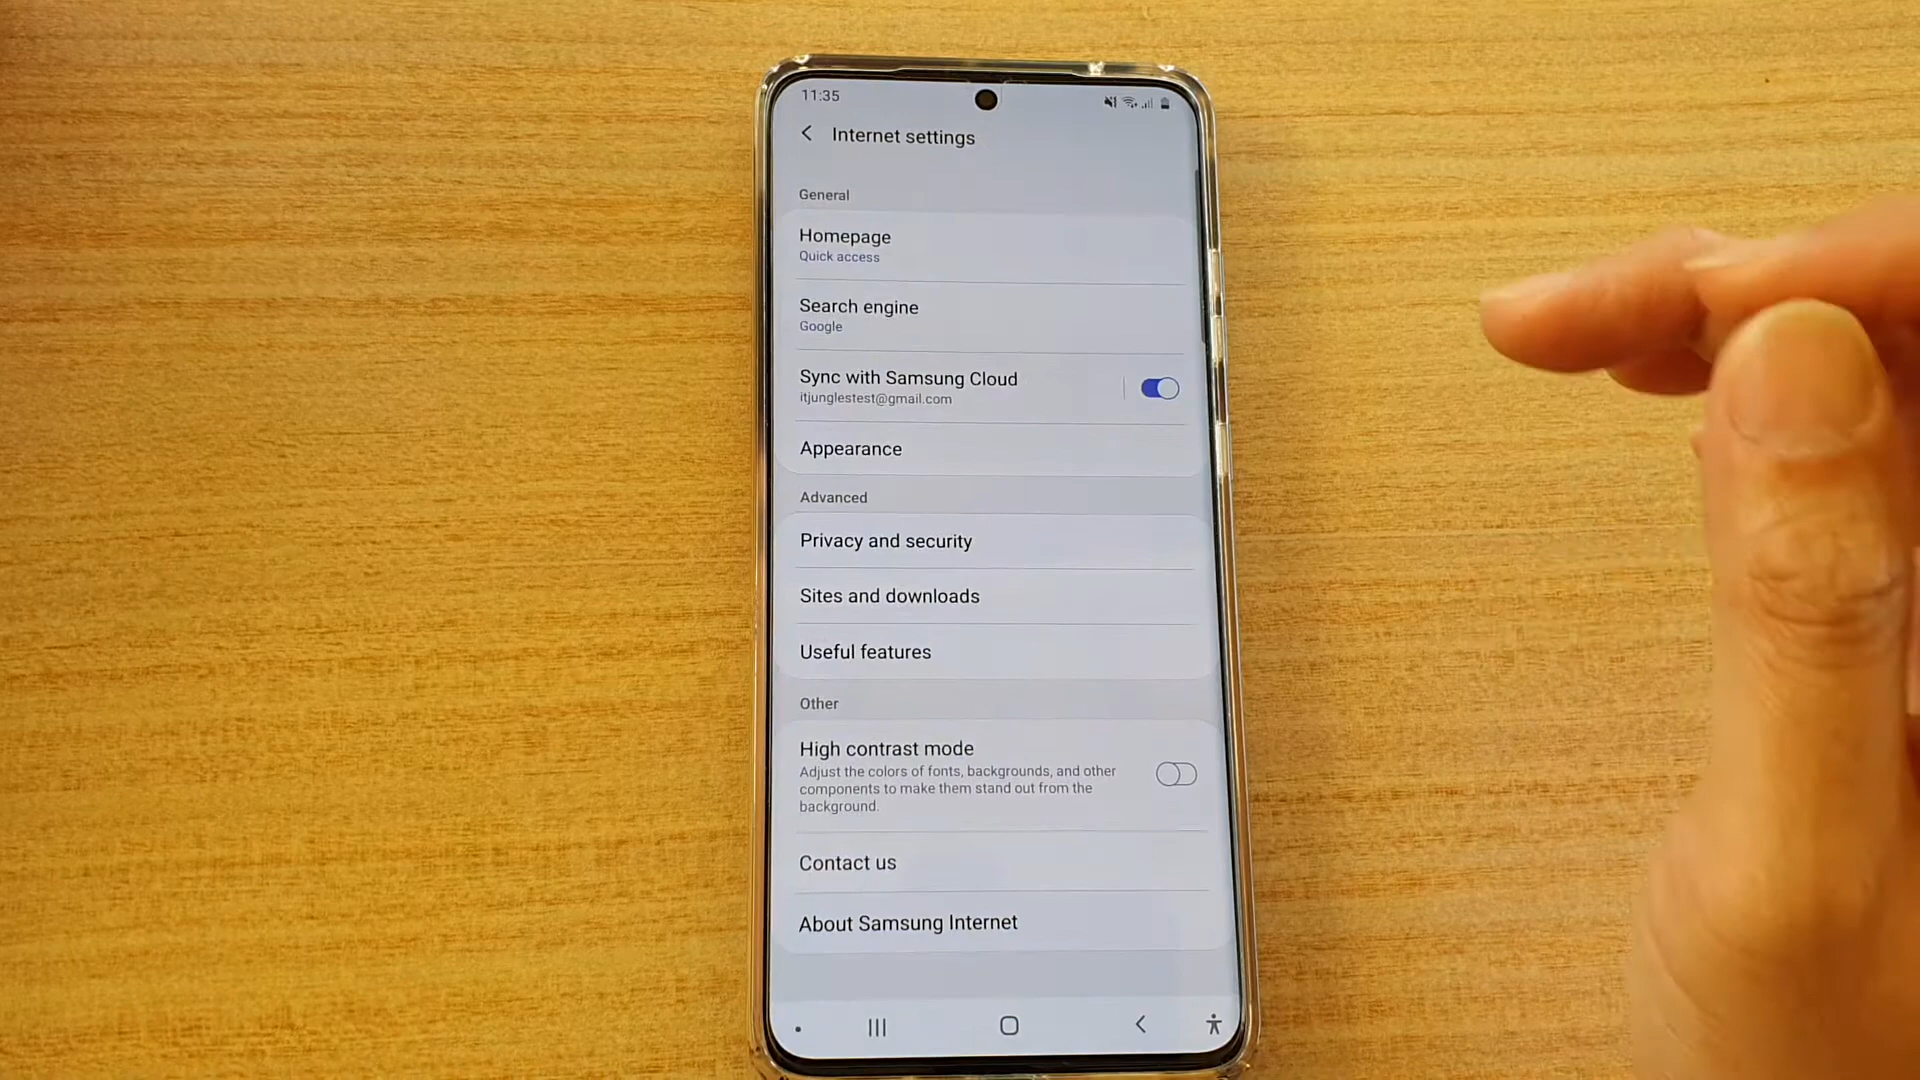 11:35
Internet settings
General
Homepage
Quick access
Search engine
Google
Sync with Samsung Cloud
itjunglestest@gmail.com
Appearance
Advanced
Privacy and security
Sites and downloads
Useful features
Other
High contrast mode
Adjust the colors of fonts, backgrounds, and other
components to make them stand out from the
background.
Contact us
About Samsung Internet